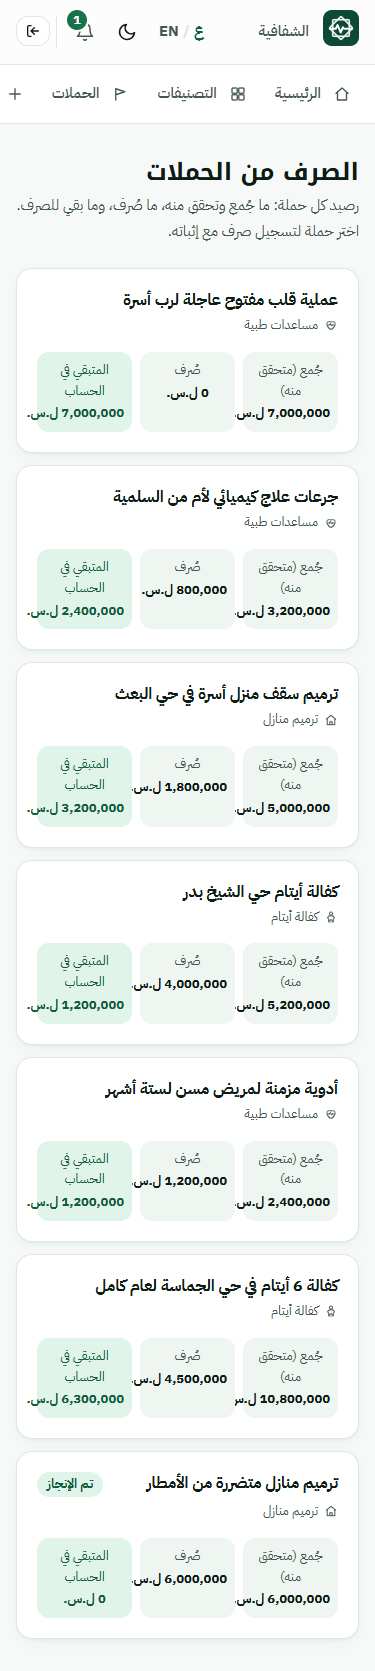 الشفافية
ع / EN
1
الرئيسية
التصنيفات
الحملات
الصرف من الحملات
رصيد كل حملة: ما جُمع وتحقق منه، ما صُرف، وما بقي للصرف.
اختر حملة لتسجيل صرف مع إثباته.
عملية قلب مفتوح عاجلة لرب أسرة
مساعدات طبية
جُمع (متحقق منه)
7,000,000 ل.س.
صُرف
0 ل.س.
المتبقي في الحساب
7,000,000 ل.س.
جرعات علاج كيميائي لأم من السلمية
مساعدات طبية
جُمع (متحقق منه)
3,200,000 ل.س.
صُرف
800,000 ل.س.
المتبقي في الحساب
2,400,000 ل.س.
ترميم سقف منزل أسرة في حي البعث
ترميم منازل
جُمع (متحقق منه)
5,000,000 ل.س.
صُرف
1,800,000 ل.س.
المتبقي في الحساب
3,200,000 ل.س.
كفالة أيتام حي الشيخ بدر
كفالة أيتام
جُمع (متحقق منه)
5,200,000 ل.س.
صُرف
4,000,000 ل.س.
المتبقي في الحساب
1,200,000 ل.س.
أدوية مزمنة لمريض مسن لستة أشهر
مساعدات طبية
جُمع (متحقق منه)
2,400,000 ل.س.
صُرف
1,200,000 ل.س.
المتبقي في الحساب
1,200,000 ل.س.
كفالة 6 أيتام في حي الجماسة لعام كامل
كفالة أيتام
جُمع (متحقق منه)
10,800,000 ل.س
صُرف
4,500,000 ل.س.
المتبقي في الحساب
6,300,000 ل.س.
ترميم منازل متضررة من الأمطار
تم الإنجاز
ترميم منازل
جُمع (متحقق منه)
6,000,000 ل.س.
صُرف
6,000,000 ل.س.
المتبقي في الحساب
0 ل.س.